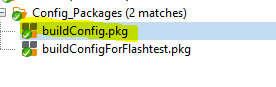 Config_Packages (2 matches)
buildConfig.pkg
buildConfigForFlashtest.pkg